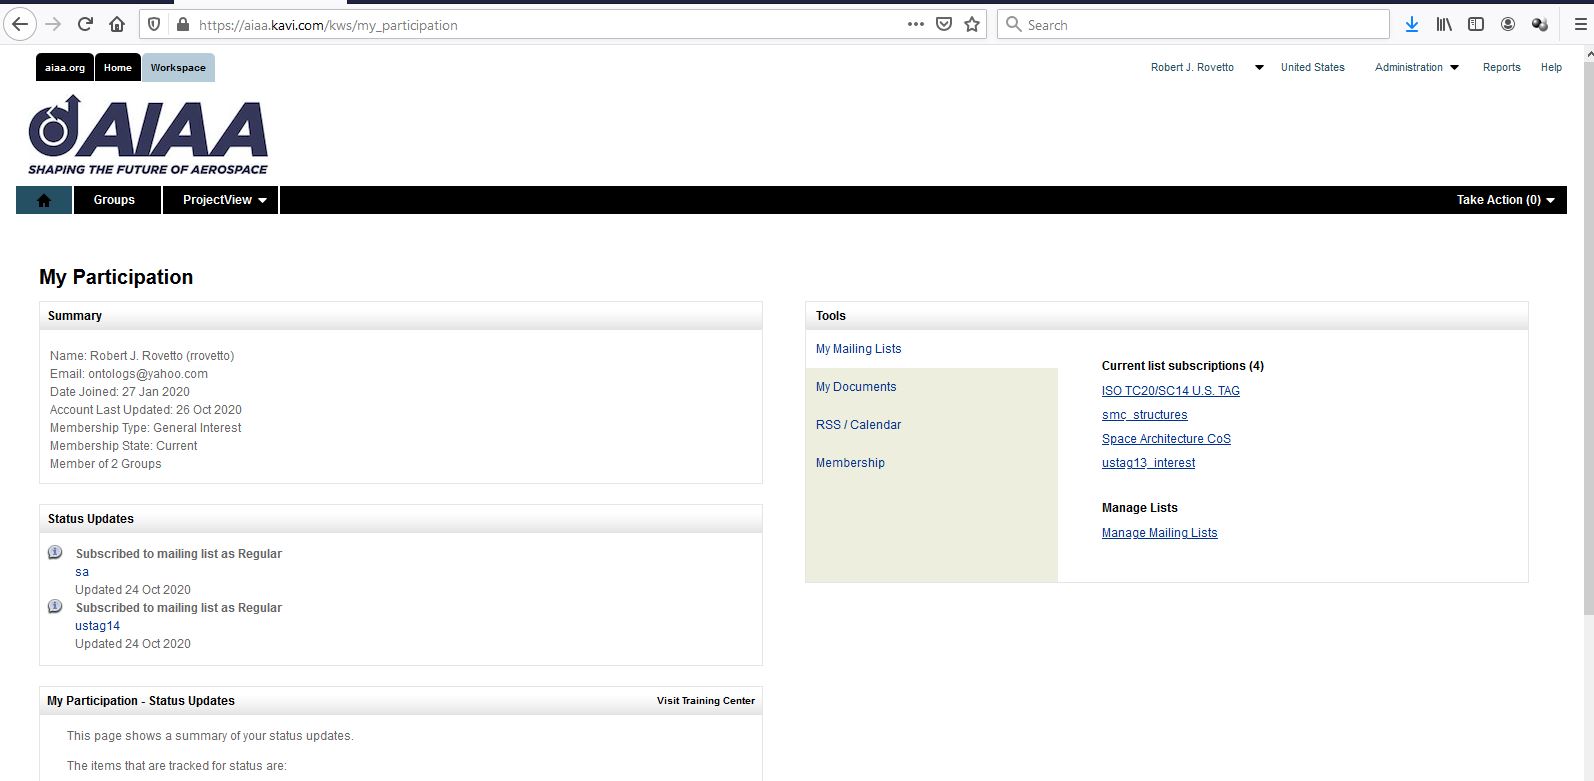 https://aiaa.kavi.com/kws/my_participation
Search
aiaa.org Home Workspace
Robert J. Rovetto United States Administration Reports Help
AIAA
SHAPING THE FUTURE OF AEROSPACE
Groups ProjectView Take Action (0)
My Participation
Summary
Name: Robert J. Rovetto (rrovetto)
Email: ontologs@yahoo.com
Date Joined: 27 Jan 2020
Account Last Updated: 26 Oct 2020
Membership Type: General Interest
Membership State: Current
Member of 2 Groups
Status Updates
Subscribed to mailing list as Regular
sa
Updated 24 Oct 2020
Subscribed to mailing list as Regular
ustag14
Updated 24 Oct 2020
My Participation - Status Updates Visit Training Center
This page shows a summary of your status updates.
The items that are tracked for status are:
Tools
My Mailing Lists
My Documents
RSS / Calendar
Membership
Current list subscriptions (4)
ISO TC20/SC14 U.S. TAG
smc_structures
Space Architecture CoS
ustag13_interest
Manage Lists
Manage Mailing Lists